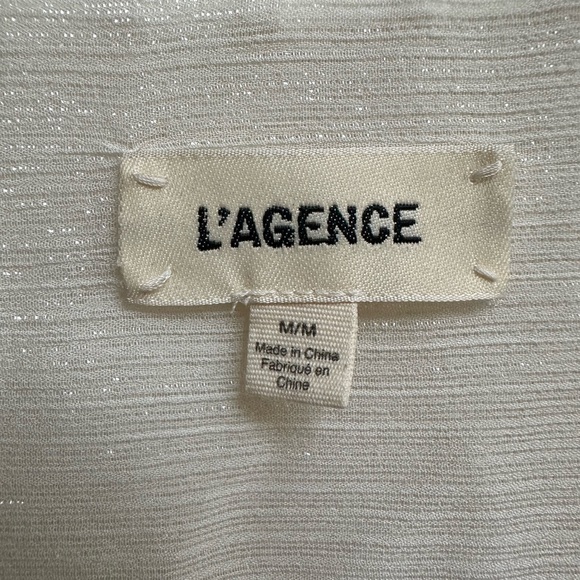 L'AGENCE
M/M
Made in China
Fabriqué en
Chine